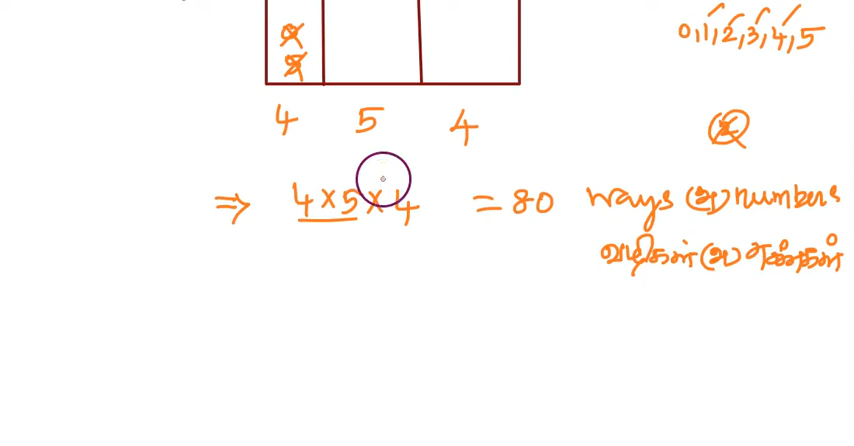 0,1,2,3,4,5
4 5 4
⇒ 4×5×4 = 80 ways (அ) numbers
வழிகள் (அ) எண்கள்